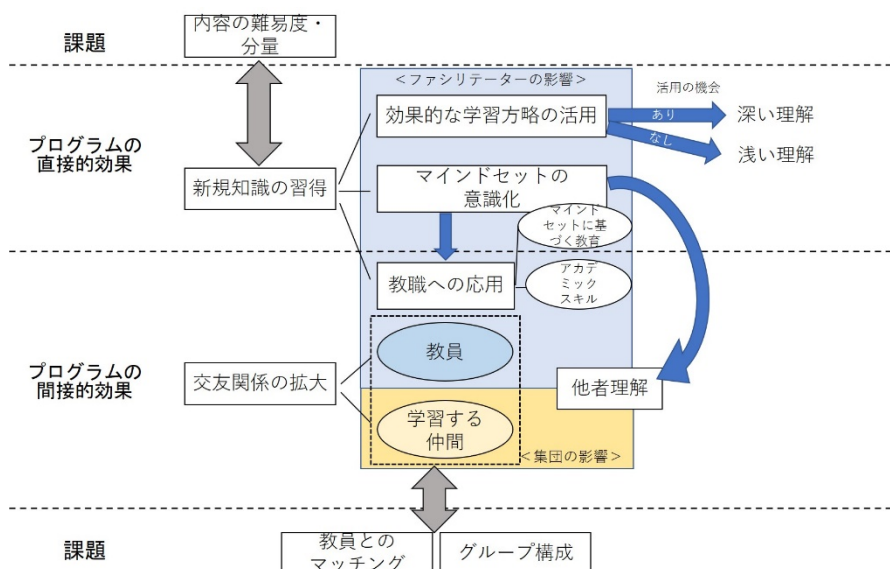 課題
内容の難易度・
分量
＜ファシリテーターの影響＞
活用の機会
効果的な学習方略の活用
あり
深い理解
なし
浅い理解
プログラムの
直接的効果
新規知識の習得
マインドセットの
意識化
マインド
セットに基
づく教育
教職への応用
アカデ
ミック
スキル
プログラムの
間接的効果
交友関係の拡大
教員
他者理解
学習する
仲間
＜集団の影響＞
課題
教員との
マッチング
グループ構成